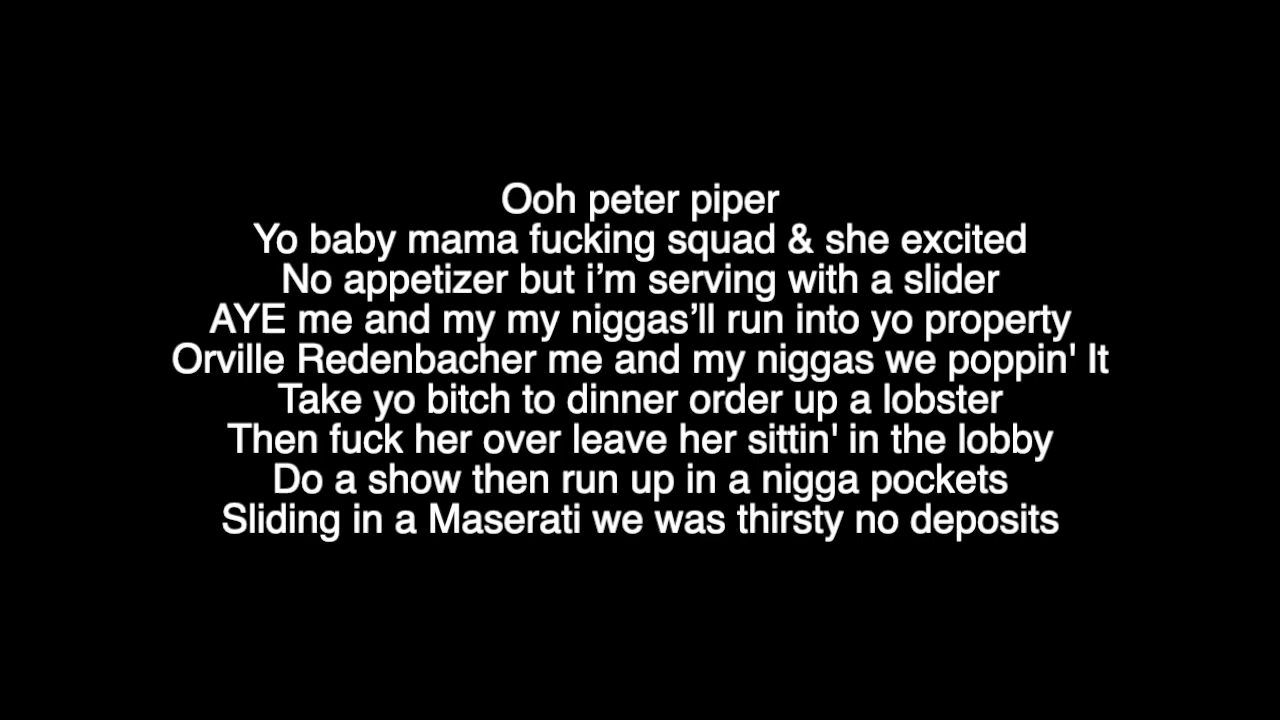 Ooh peter piper
Yo baby mama fucking squad & she excited
No appetizer but i’m serving with a slider
AYE me and my my niggas’ll run into yo property
Orville Redenbacher me and my niggas we poppin' It
Take yo bitch to dinner order up a lobster
Then fuck her over leave her sittin' in the lobby
Do a show then run up in a nigga pockets
Sliding in a Maserati we was thirsty no deposits